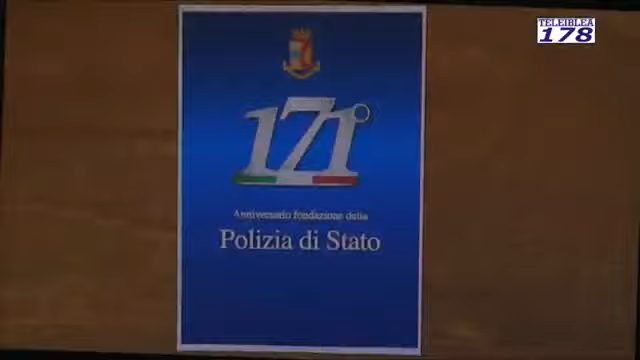 TELEIBLEA
178
171°
Anniversario fondazione della
Polizia di Stato